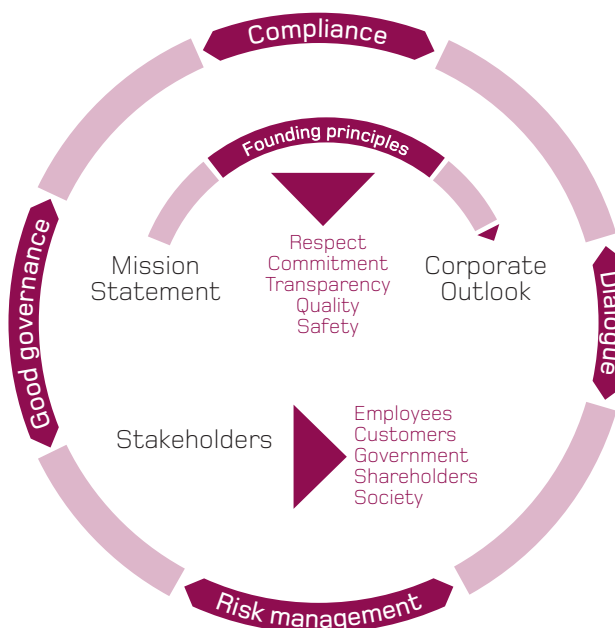 Compliance
Founding principles
Good governance
Dialogue
Mission
Statement
Respect
Commitment
Transparency
Quality
Safety
Corporate
Outlook
Stakeholders
Employees
Customers
Government
Shareholders
Society
Risk management